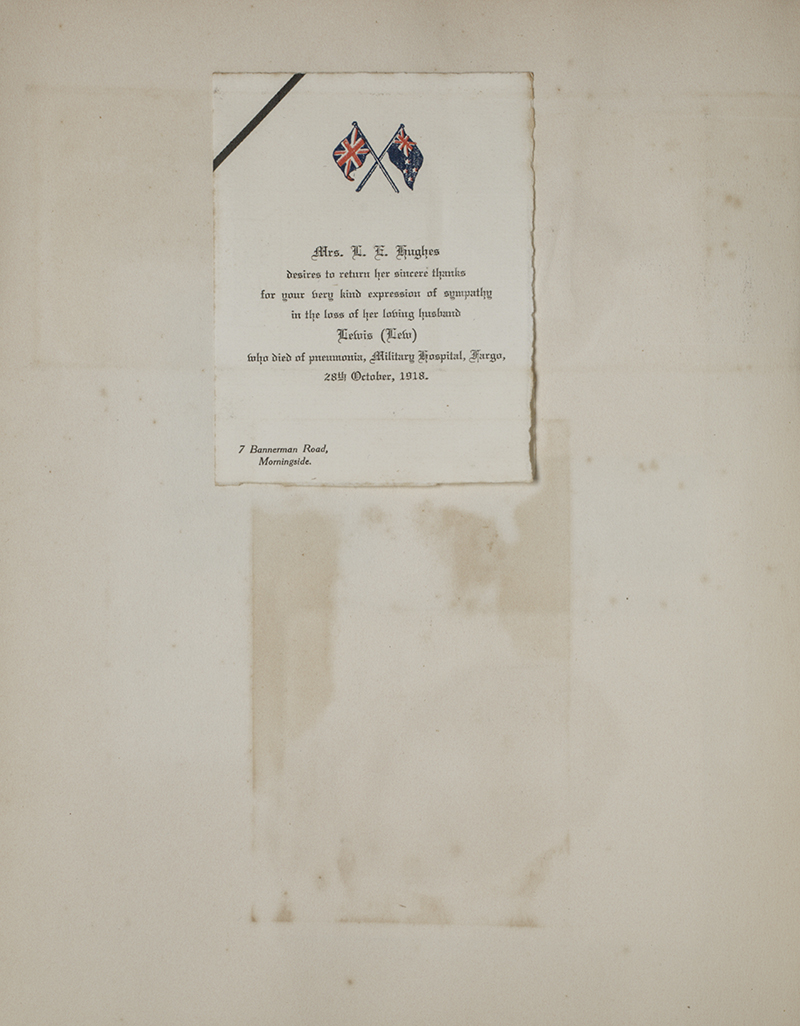 Mrs. L. E. Hughes
desires to return her sincere thanks
for your very kind expression of sympathy
in the loss of her loving husband
Lewis (Lew)
who died of pneumonia, Military Hospital, Fargo,
28th October, 1918.
7 Bannerman Road,
Morningside.